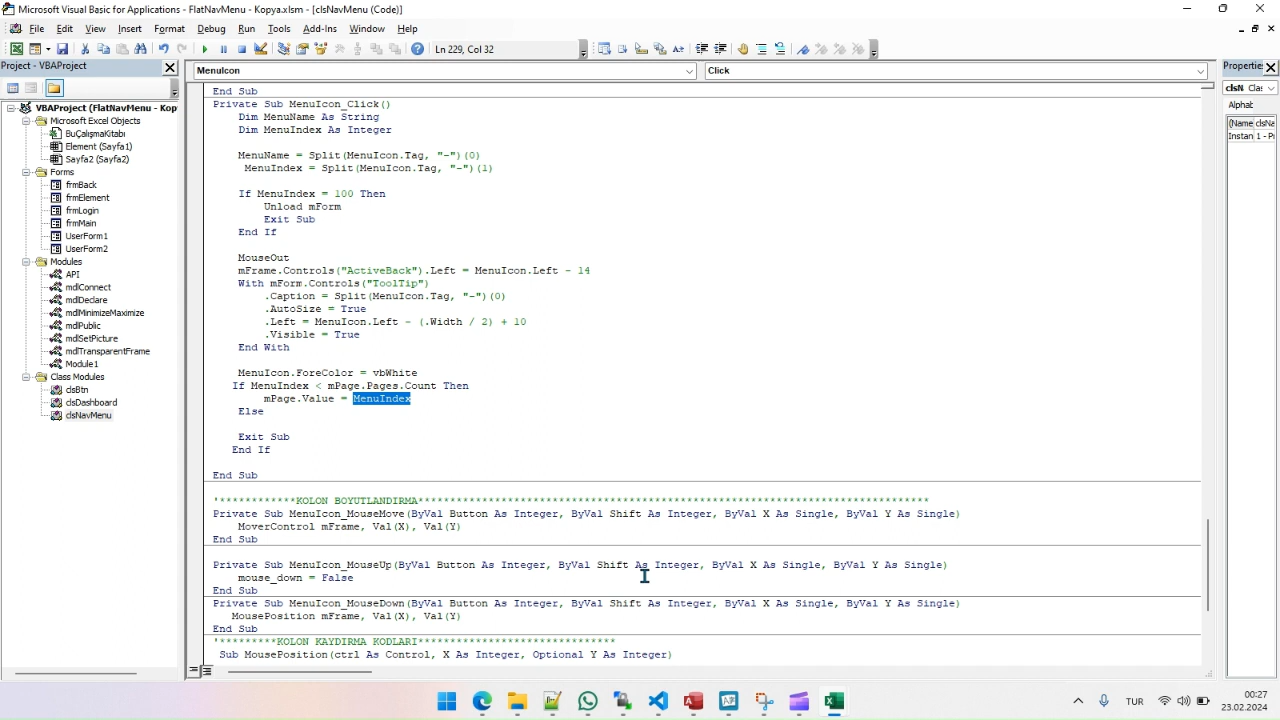 Microsoft Visual Basic for Applications - FlatNavMenu - Kopya.xlsm - [clsNavMenu (Code)]
File Edit View Insert Format Debug Run Tools Add-Ins Window Help
Ln 229, Col 32
Project - VBAProject
MenuIcon
Click
Properties
VBAProject (FlatNavMenu - Kop
Microsoft Excel Objects
BuÇalışmaKitabı
Element (Sayfa1)
Sayfa2 (Sayfa2)
Forms
frmBack
frmElement
frmLogin
frmMain
UserForm1
UserForm2
Modules
API
mdlConnect
mdlDeclare
mdlMinimizeMaximize
mdlPublic
mdlSetPicture
mdlTransparentFrame
Module1
Class Modules
clsBtn
clsDashboard
clsNavMenu
End Sub
Private Sub MenuIcon_Click()
Dim MenuName As String
Dim MenuIndex As Integer
MenuName = Split(MenuIcon.Tag, "-")(0)
MenuIndex = Split(MenuIcon.Tag, "-")(1)
If MenuIndex = 100 Then
Unload mForm
Exit Sub
End If
MouseOut
mFrame.Controls("ActiveBack").Left = MenuIcon.Left - 14
With mForm.Controls("ToolTip")
.Caption = Split(MenuIcon.Tag, "-")(0)
.AutoSize = True
.Left = MenuIcon.Left - (.Width / 2) + 10
.Visible = True
End With
MenuIcon.ForeColor = vbWhite
If MenuIndex < mPage.Pages.Count Then
mPage.Value = MenuIndex
Else
Exit Sub
End If
End Sub
'************KOLON BOYUTLANDIRMA********************************************************************************
Private Sub MenuIcon_MouseMove(ByVal Button As Integer, ByVal Shift As Integer, ByVal X As Single, ByVal Y As Single)
MoverControl mFrame, Val(X), Val(Y)
End Sub
Private Sub MenuIcon_MouseUp(ByVal Button As Integer, ByVal Shift As Integer, ByVal X As Single, ByVal Y As Single)
mouse_down = False
End Sub
Private Sub MenuIcon_MouseDown(ByVal Button As Integer, ByVal Shift As Integer, ByVal X As Single, ByVal Y As Single)
MousePosition mFrame, Val(X), Val(Y)
End Sub
'*********KOLON KAYDIRMA KODLARI*******************************
Sub MousePosition(ctrl As Control, X As Integer, Optional Y As Integer)
clsN Clas
Alphab
(Name clsNa
Instan 1 - Pr
TUR
00:27
23.02.2024